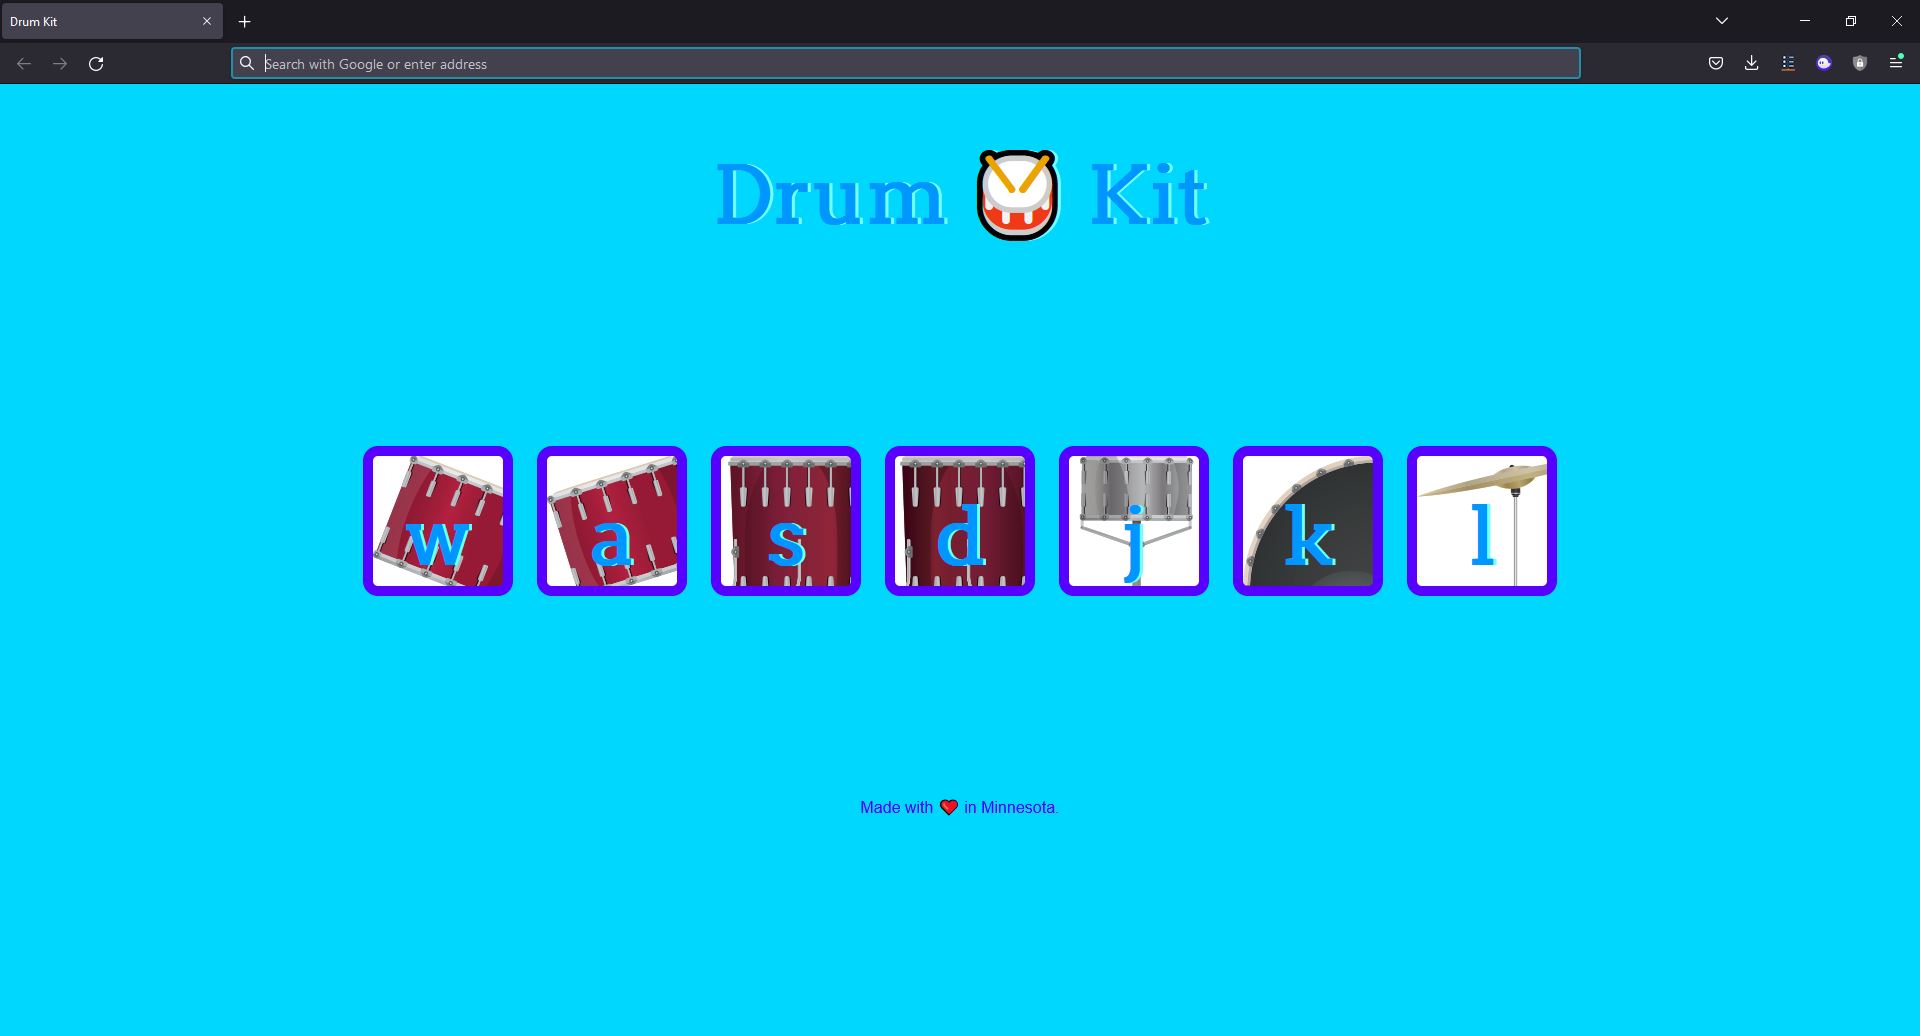 Drum Kit
Search with Google or enter address
Drum 🥁 Kit
w a s d j k l
Made with ❤️ in Minnesota.